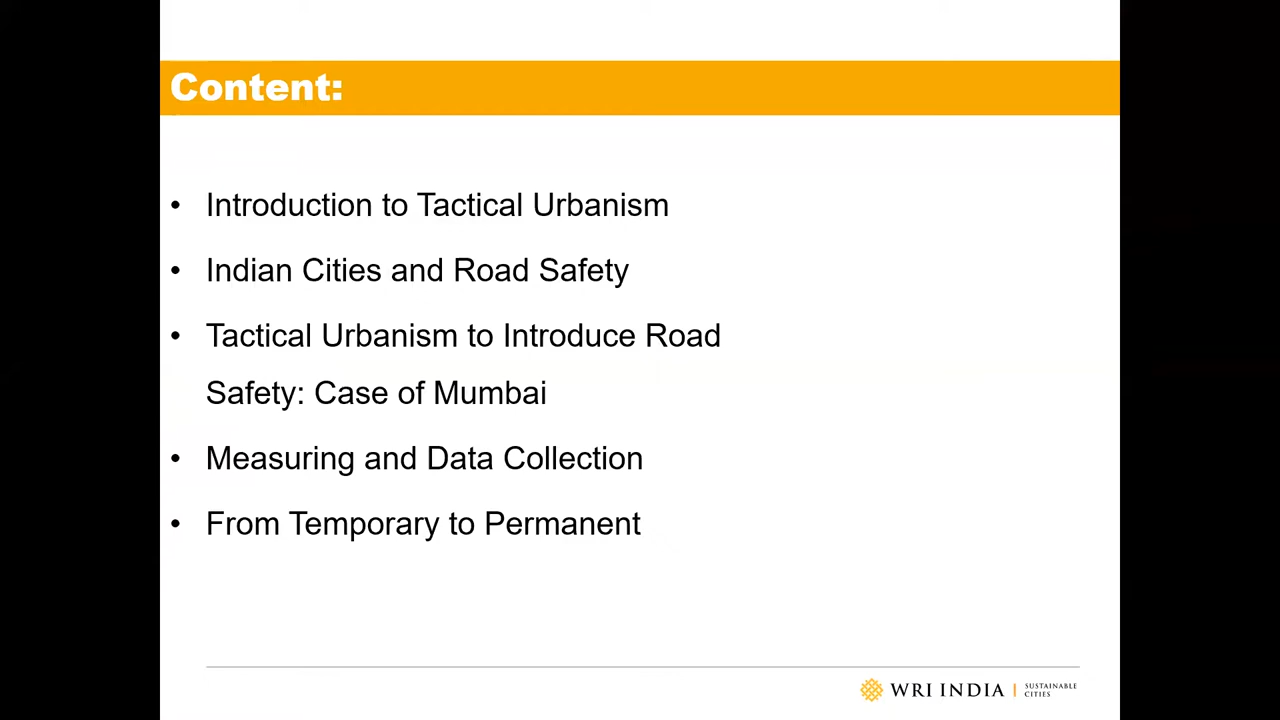 Content:
• Introduction to Tactical Urbanism
• Indian Cities and Road Safety
• Tactical Urbanism to Introduce Road
Safety: Case of Mumbai
• Measuring and Data Collection
• From Temporary to Permanent
WRI INDIA | SUSTAINABLE
CITIES